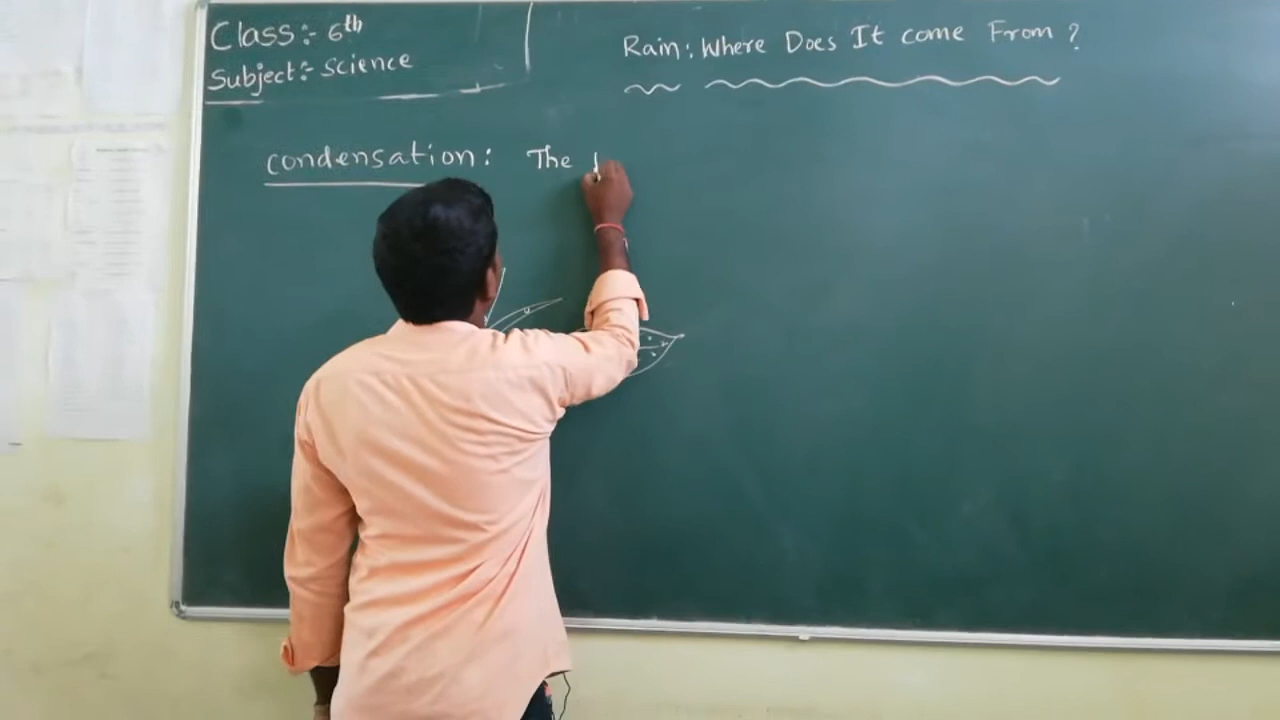 Class:- 6th
Subject:- Science
Rain: Where Does It come From ?
condensation: The